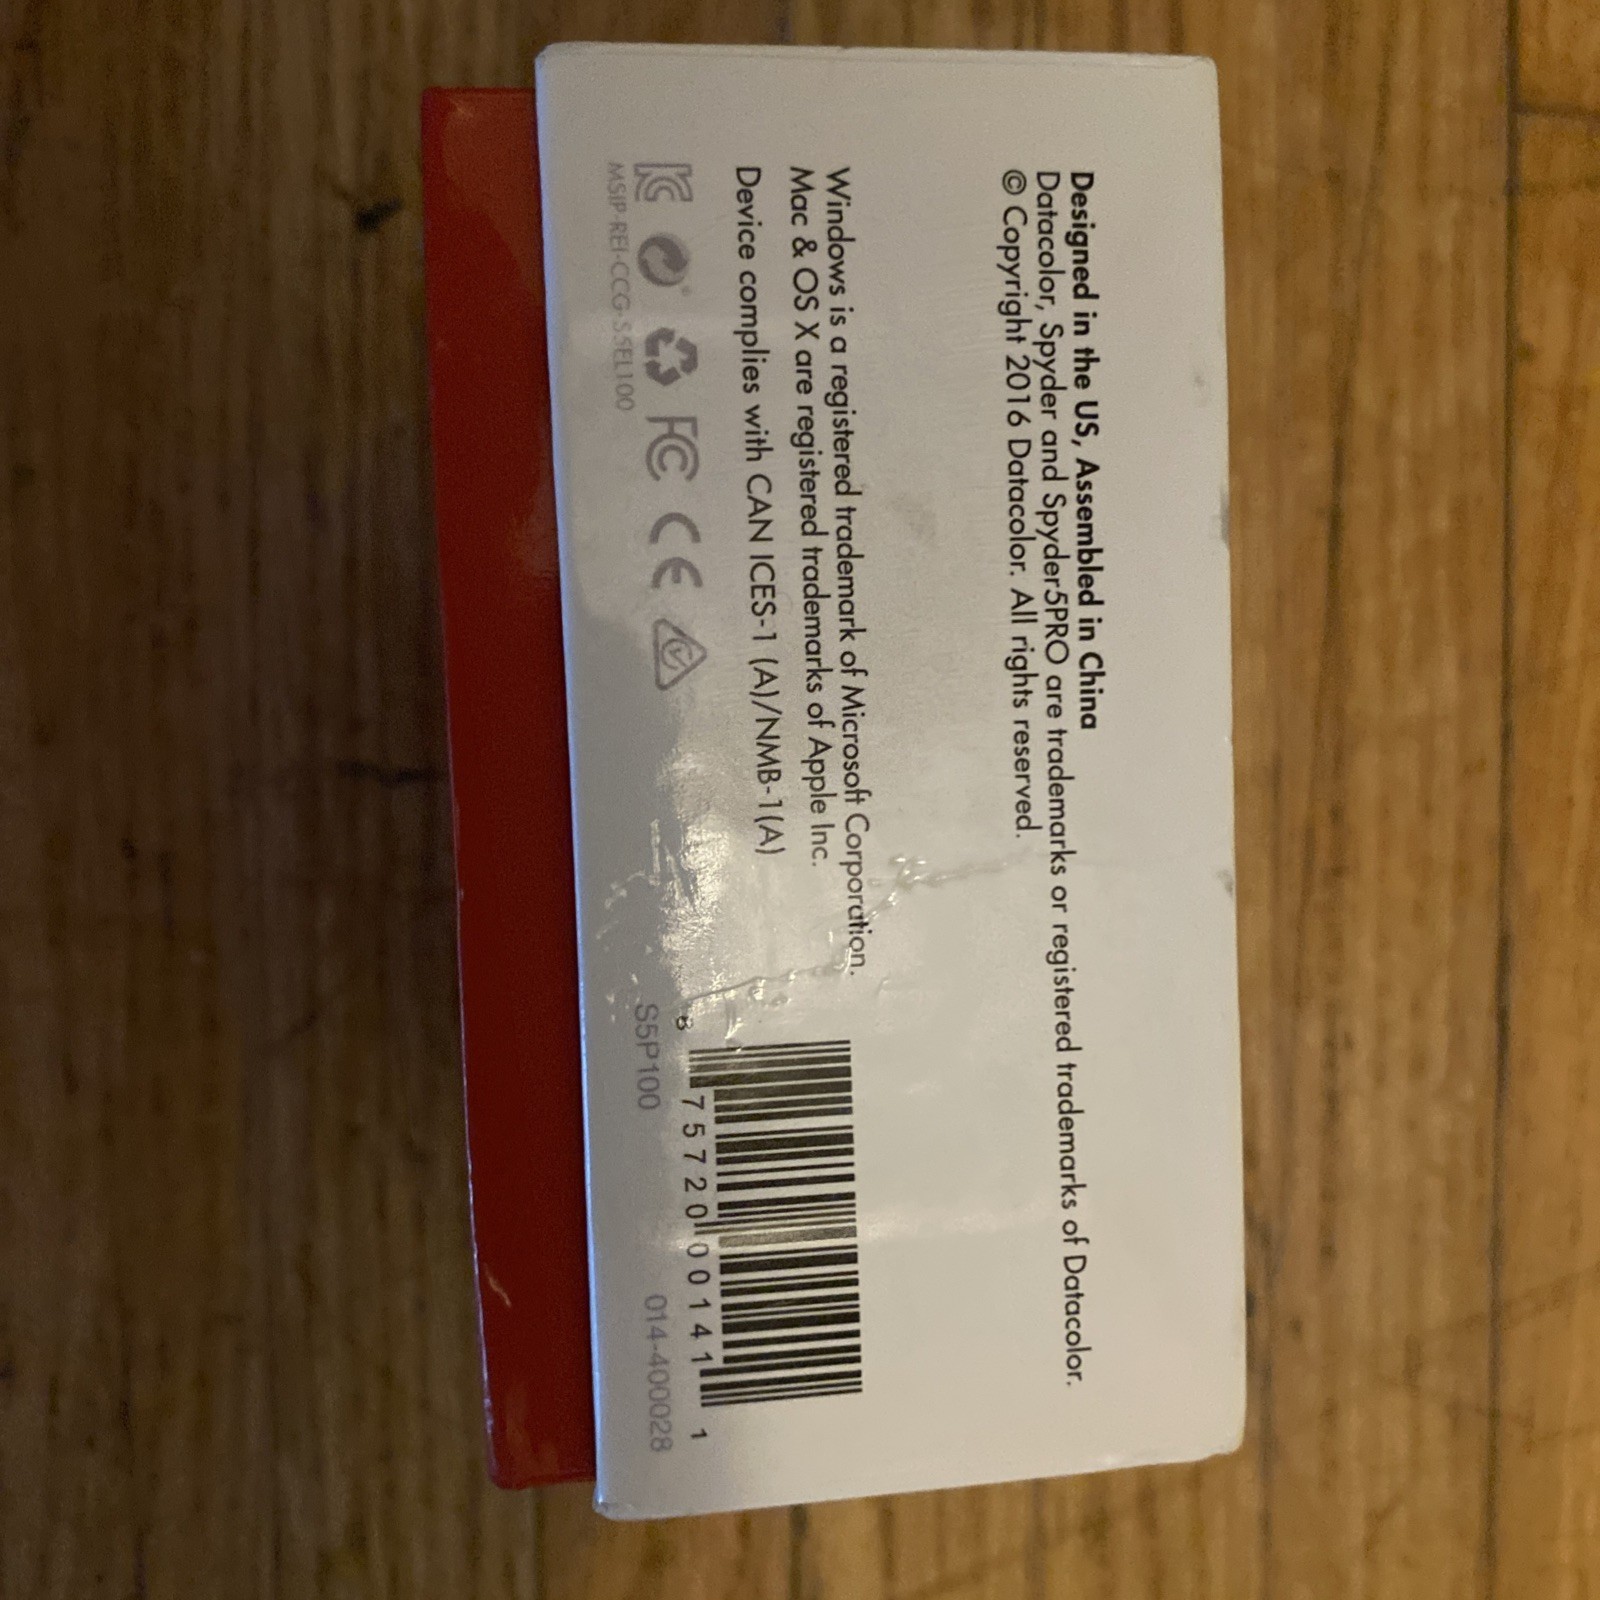 Designed in the US, Assembled in China
Datacolor, Spyder and Spyder5PRO are trademarks or registered trademarks of Datacolor.
© Copyright 2016 Datacolor. All rights reserved.
Windows is a registered trademark of Microsoft Corporation.
Mac & OS X are registered trademarks of Apple Inc.
Device complies with CAN ICES-1 (A)/NMB-1(A)
FC CE
MSIP-REI-CCG-S5EL100
8 75720 00141 1
S5P100 014-400028